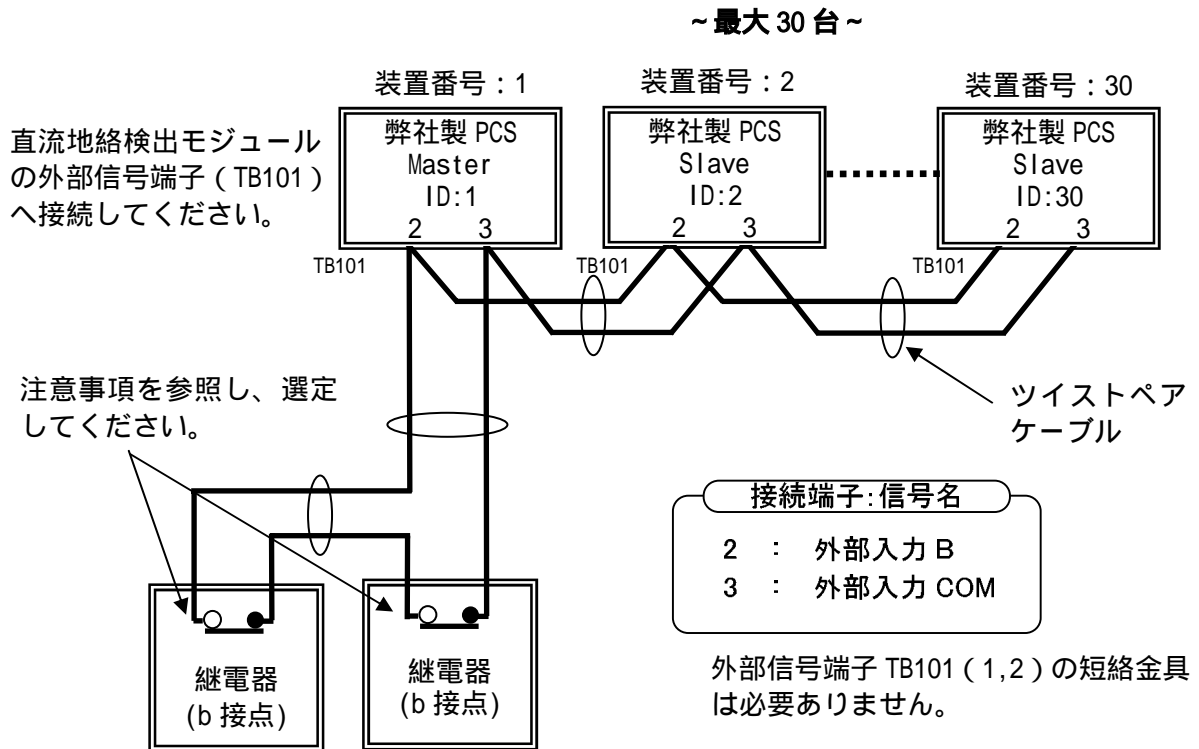 ~最大 30 台~
装置番号：1
装置番号：2
装置番号：30
直流地絡検出モジュール
の外部信号端子（TB101）
へ接続してください。
弊社製 PCS
Master
ID:1
2 3
TB101
弊社製 PCS
Slave
ID:2
2 3
TB101
弊社製 PCS
Slave
ID:30
2 3
TB101
注意事項を参照し、選定
してください。
ツイストペア
ケーブル
接続端子:信号名
2 : 外部入力 B
3 : 外部入力 COM
継電器
(b 接点)
継電器
(b 接点)
外部信号端子 TB101（1,2）の短絡金具
は必要ありません。